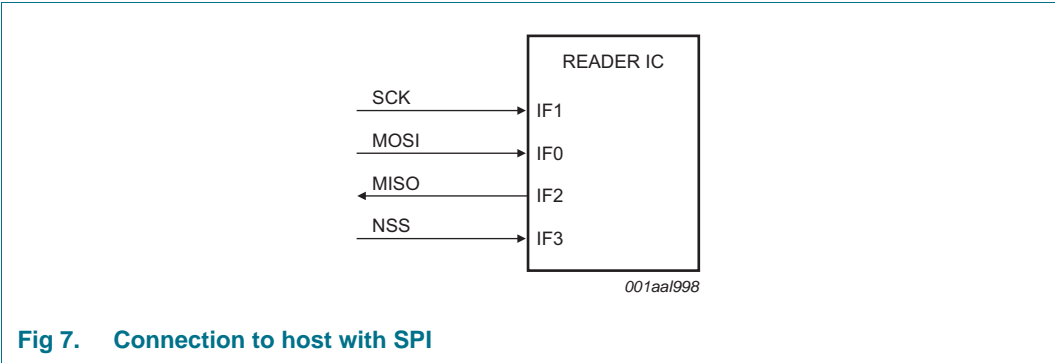 READER IC
SCK IF1
MOSI IF0
MISO IF2
NSS IF3
001aal998
Fig 7. Connection to host with SPI